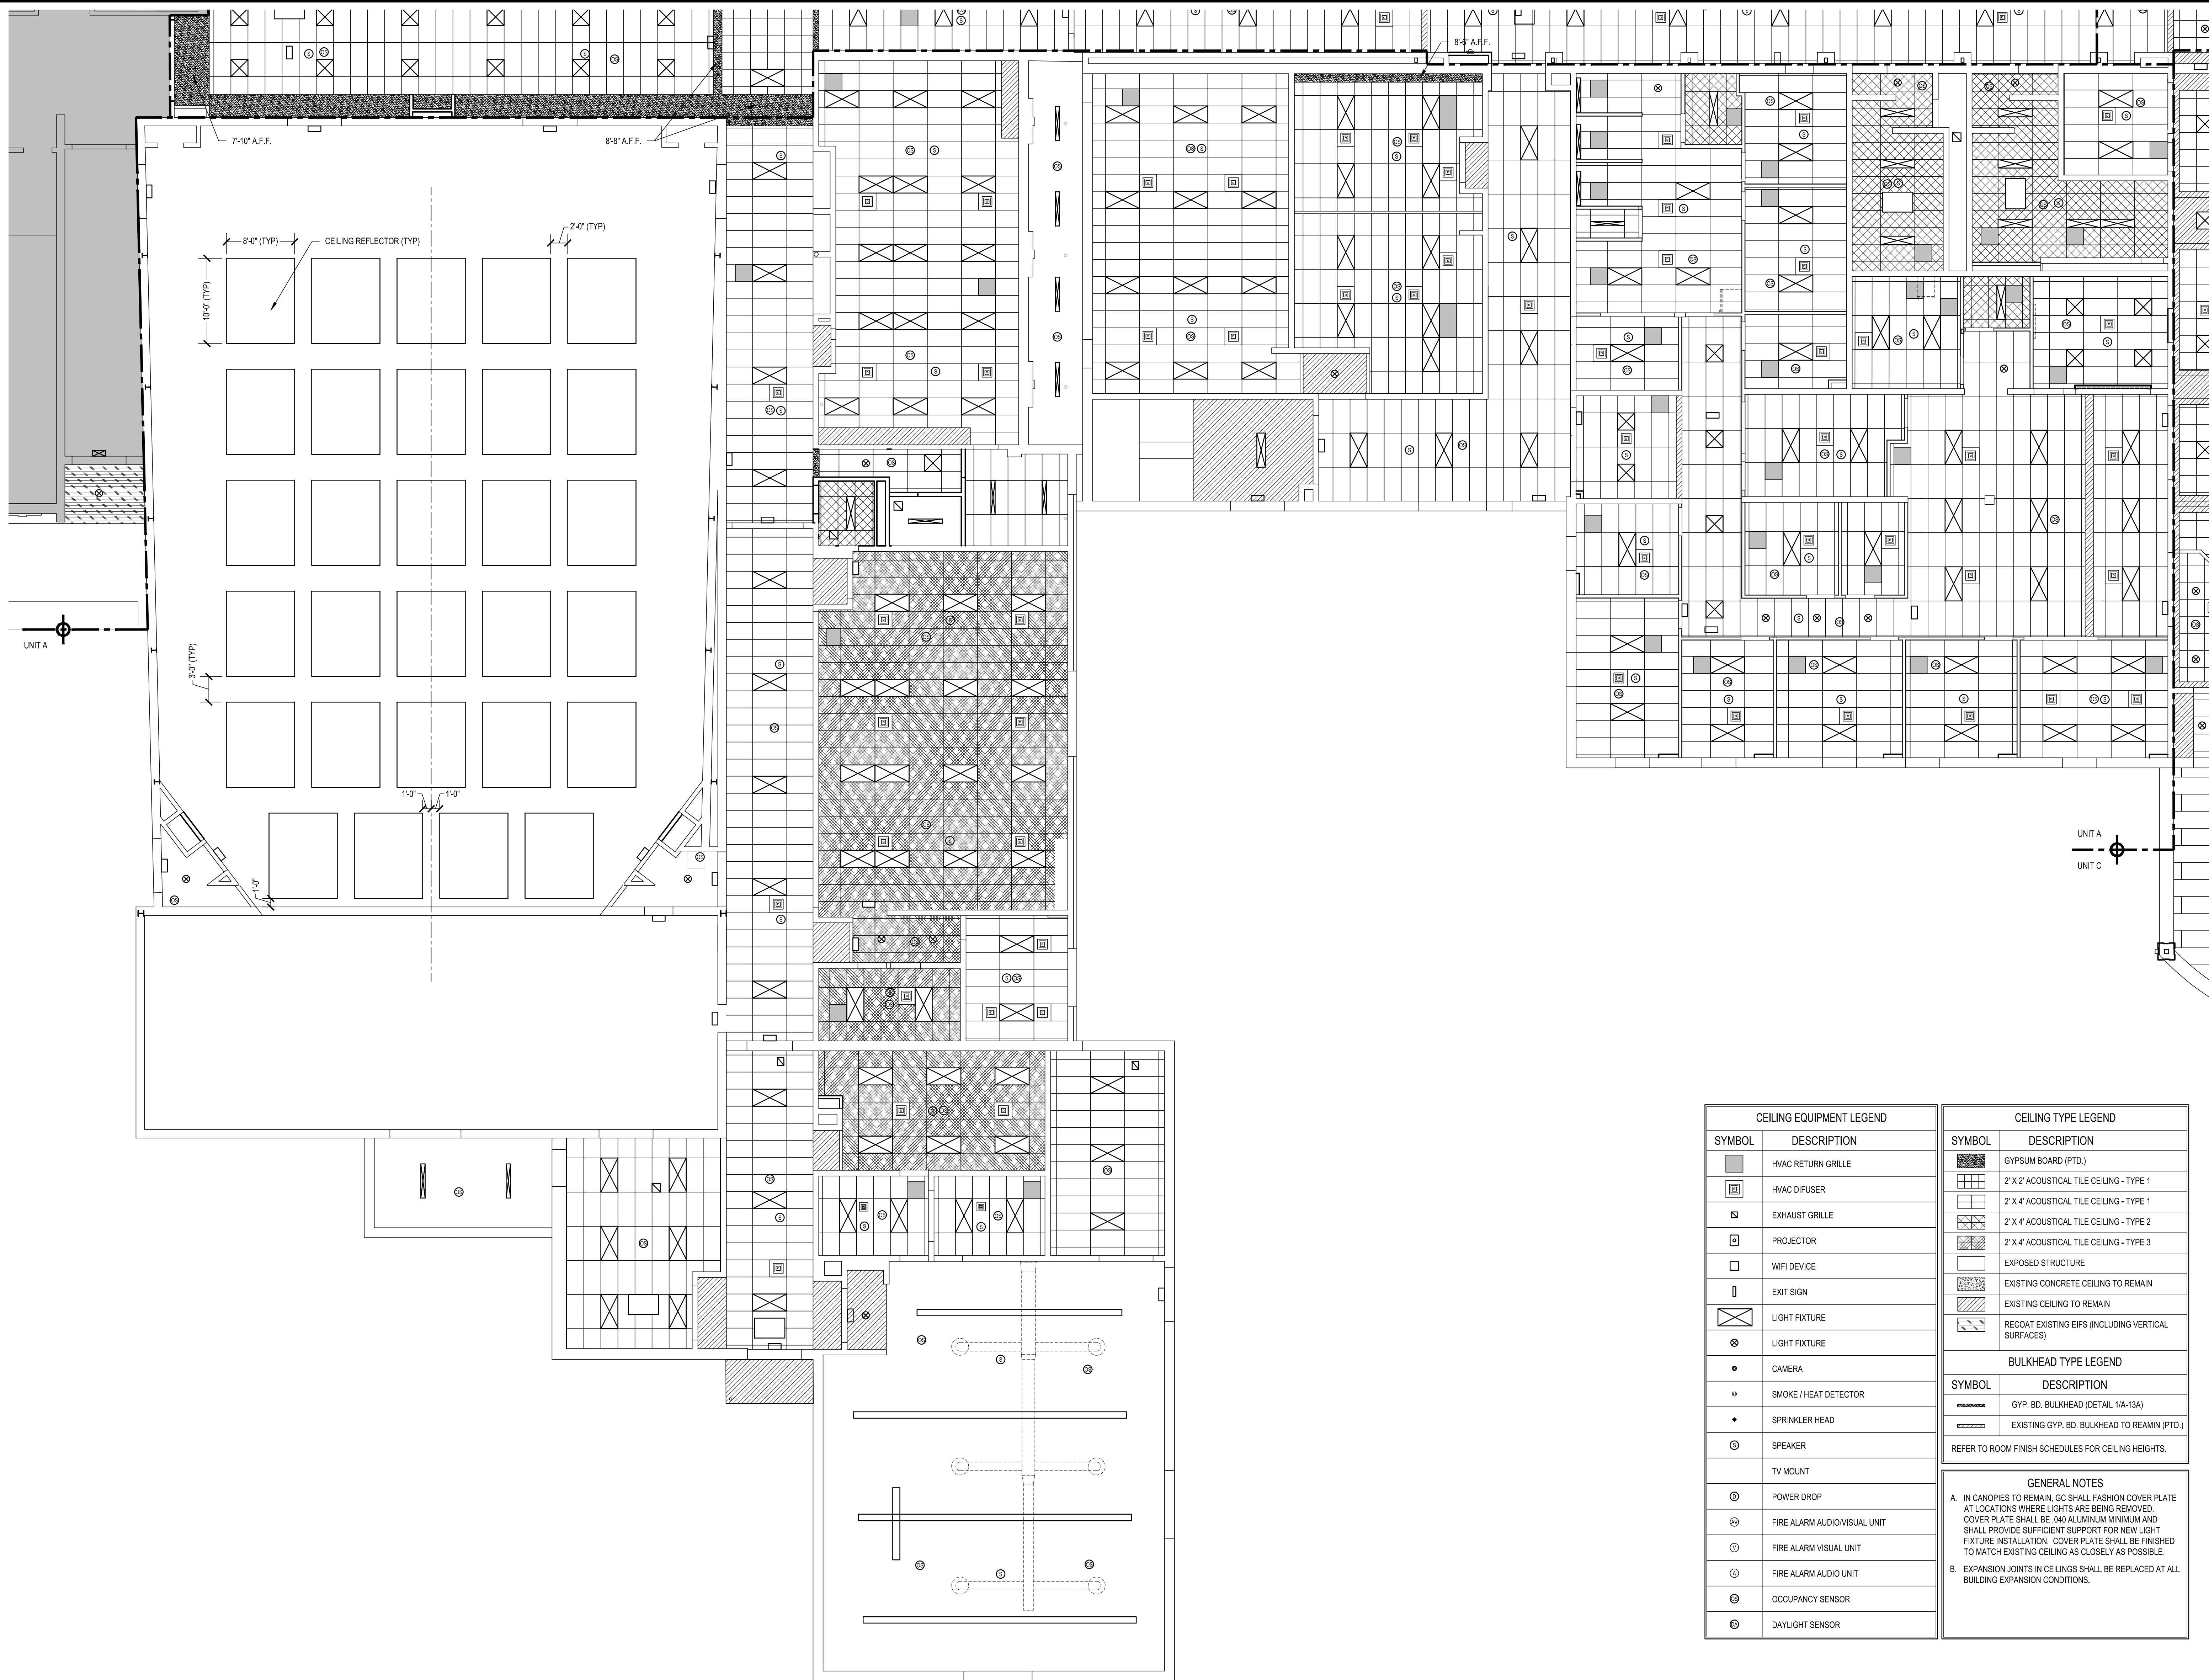 8'-6" A.F.F.
7'-10" A.F.F.
8'-8" A.F.F.
8'-0" (TYP)
CEILING REFLECTOR (TYP)
2'-0" (TYP)
10'-0" (TYP)
UNIT A
3'-0" (TYP)
1'-0"
1'-0"
1'-0"
UNIT A
UNIT C
CEILING EQUIPMENT LEGEND
SYMBOL DESCRIPTION
HVAC RETURN GRILLE
HVAC DIFUSER
EXHAUST GRILLE
PROJECTOR
WIFI DEVICE
EXIT SIGN
LIGHT FIXTURE
LIGHT FIXTURE
CAMERA
SMOKE / HEAT DETECTOR
SPRINKLER HEAD
S SPEAKER
TV MOUNT
D POWER DROP
AV FIRE ALARM AUDIO/VISUAL UNIT
V FIRE ALARM VISUAL UNIT
A FIRE ALARM AUDIO UNIT
OS OCCUPANCY SENSOR
DA DAYLIGHT SENSOR
CEILING TYPE LEGEND
SYMBOL DESCRIPTION
GYPSUM BOARD (PTD.)
2' X 2' ACOUSTICAL TILE CEILING - TYPE 1
2' X 4' ACOUSTICAL TILE CEILING - TYPE 1
2' X 4' ACOUSTICAL TILE CEILING - TYPE 2
2' X 4' ACOUSTICAL TILE CEILING - TYPE 3
EXPOSED STRUCTURE
EXISTING CONCRETE CEILING TO REMAIN
EXISTING CEILING TO REMAIN
RECOAT EXISTING EIFS (INCLUDING VERTICAL
SURFACES)
BULKHEAD TYPE LEGEND
SYMBOL DESCRIPTION
GYP. BD. BULKHEAD (DETAIL 1/A-13A)
EXISTING GYP. BD. BULKHEAD TO REAMIN (PTD.)
REFER TO ROOM FINISH SCHEDULES FOR CEILING HEIGHTS.
GENERAL NOTES
A. IN CANOPIES TO REMAIN, GC SHALL FASHION COVER PLATE
AT LOCATIONS WHERE LIGHTS ARE BEING REMOVED.
COVER PLATE SHALL BE .040 ALUMINUM MINIMUM AND
SHALL PROVIDE SUFFICIENT SUPPORT FOR NEW LIGHT
FIXTURE INSTALLATION. COVER PLATE SHALL BE FINISHED
TO MATCH EXISTING CEILING AS CLOSELY AS POSSIBLE.
B. EXPANSION JOINTS IN CEILINGS SHALL BE REPLACED AT ALL
BUILDING EXPANSION CONDITIONS.